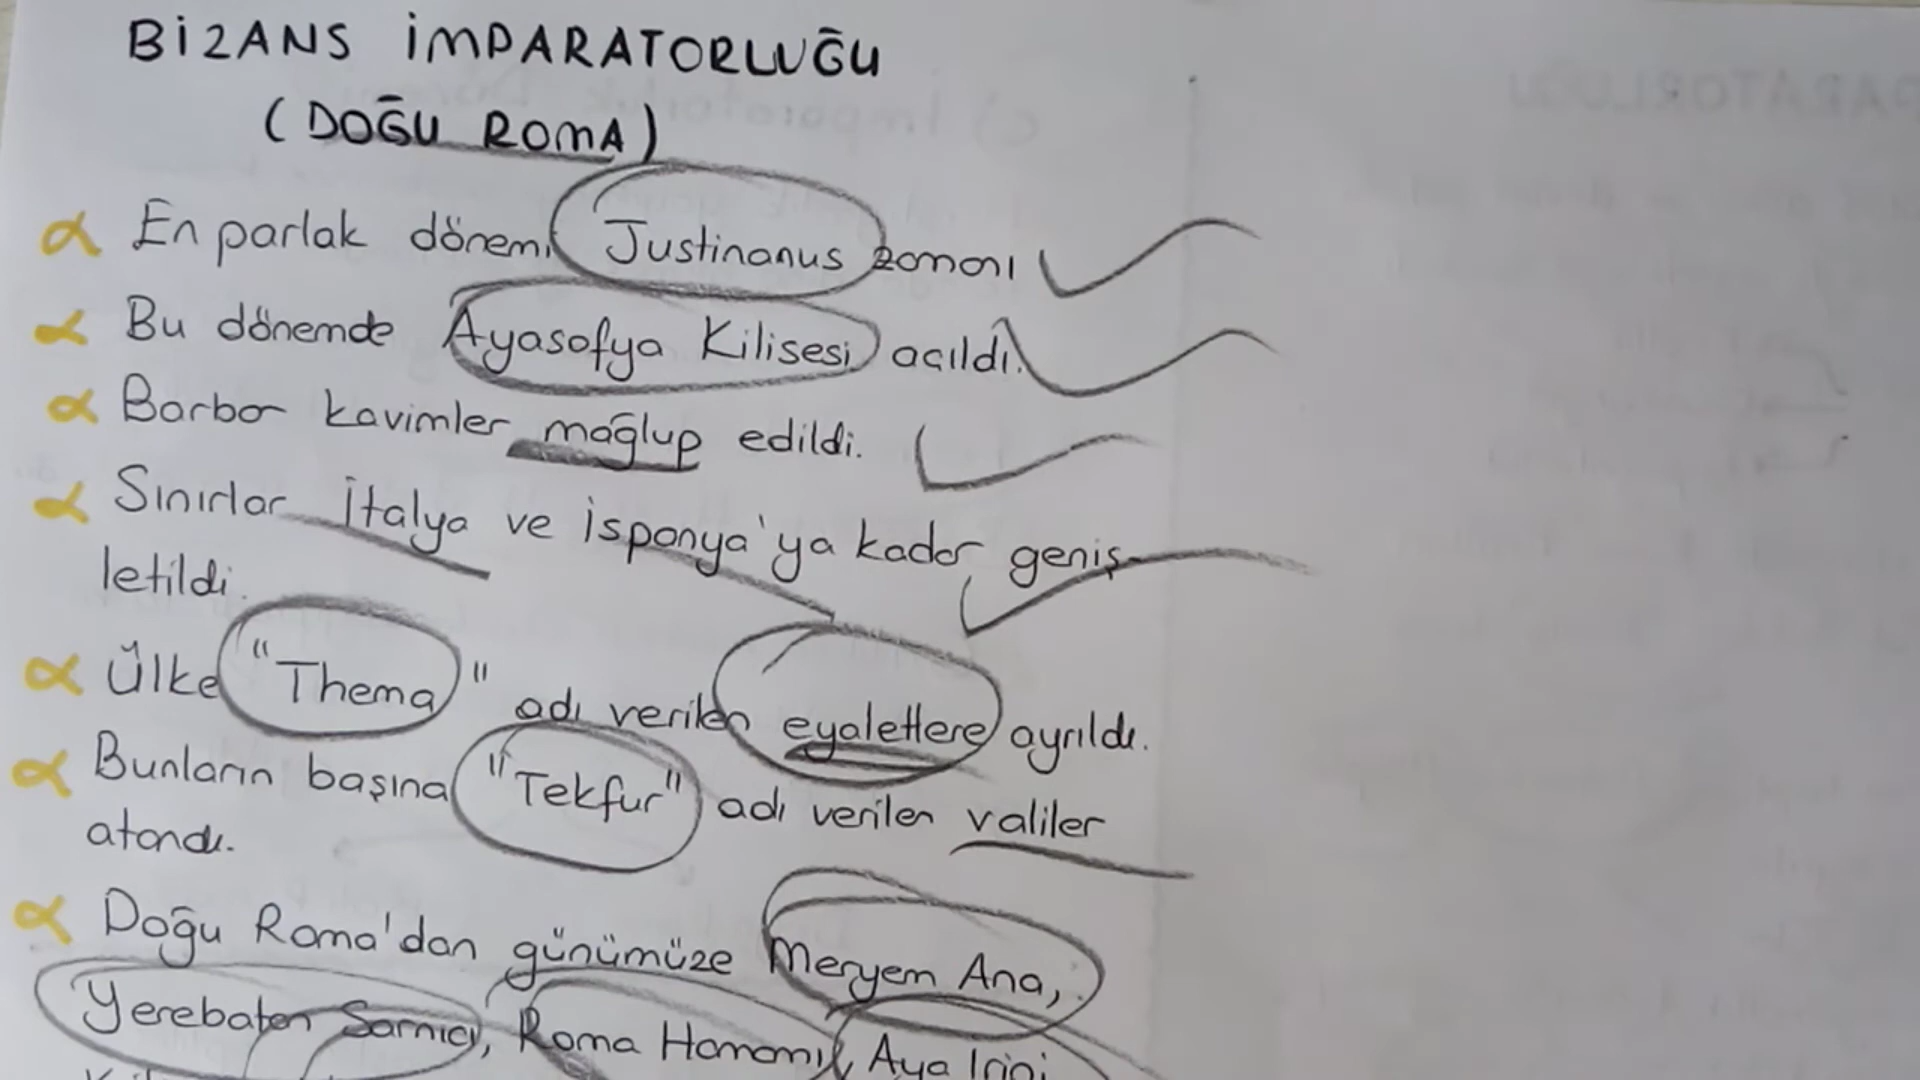 BİZANS İMPARATORLUĞU
(DOĞU ROMA)
En parlak dönemi Justinanus zamanı
Bu dönemde Ayasofya Kilisesi açıldı.
Barbar kavimler mağlup edildi.
Sınırlar İtalya ve İspanya'ya kadar geniş-
letildi.
Ülke "Thema" adı verilen eyaletlere ayrıldı.
Bunların başına "Tekfur" adı verilen valiler
atandı.
Doğu Roma'dan günümüze Meryem Ana,
Yerebatan Sarnıcı, Roma Hamamı, Aya İrini